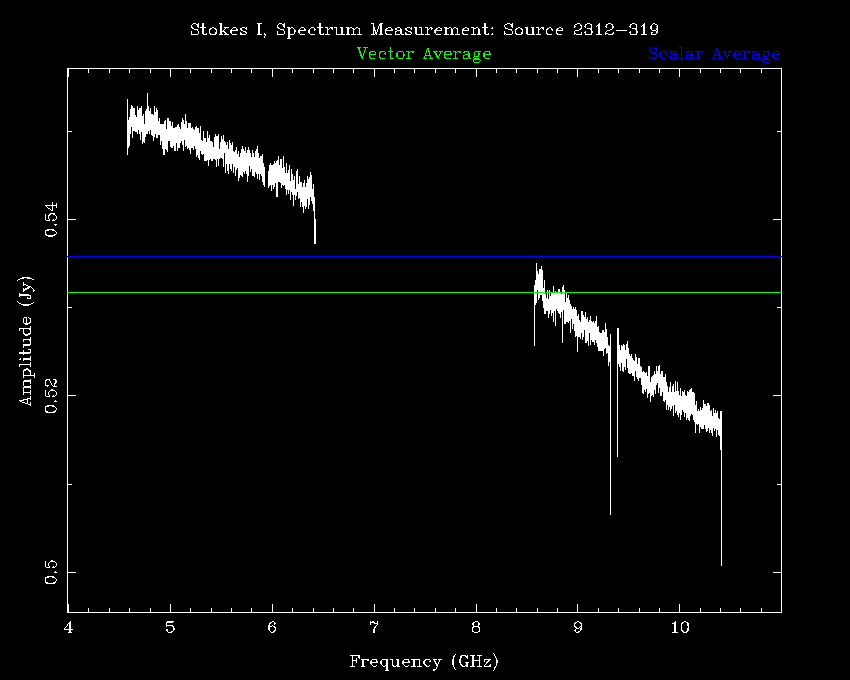 Stokes I, Spectrum Measurement: Source 2312-319
Vector Average Scalar Average
0.54
0.52
0.5
Amplitude (Jy)
4 5 6 7 8 9 10
Frequency (GHz)